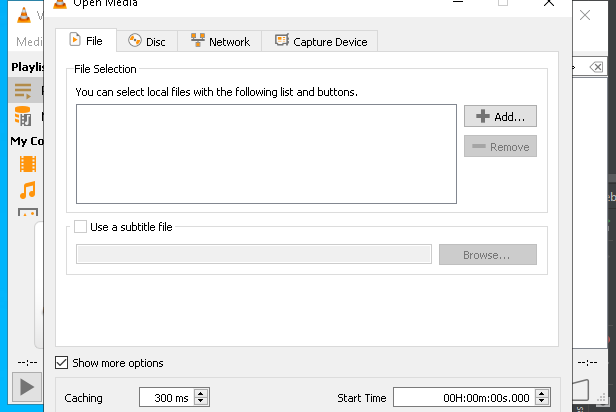 Open Media
Medi
File
Disc
Network
Capture Device
Playlis
File Selection
You can select local files with the following list and buttons.
Add...
Remove
My Co
Use a subtitle file
Browse...
--:--
Show more options
--:--
Caching
300 ms
Start Time
00H:00m:00s.000